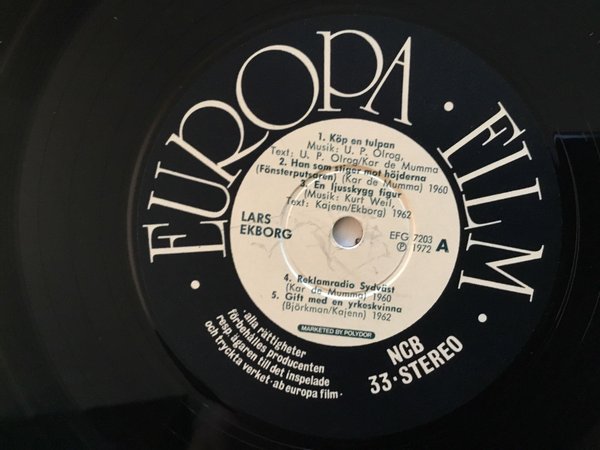 EUROPA · FILM ·
1. Köp en tulpan
Musik: U. P. Olrog,
Text: U. P. Olrog/Kar de Mumma
2. Han som stiger mot höjderna
(Fönsterputsaren) (Kar de Mumma) 1960
3. En ljusskygg figur
(Musik: Kurt Weil,
Text: Kajenn/Ekborg) 1962
LARS
EKBORG
EFG 7203
℗ 1972 A
4. Reklamradio Sydväst
(Kar de Mumma) 1960
5. Gift med en yrkeskvinna
(Björkman/Kajenn) 1962
MARKETED BY POLYDOR
NCB
33·STEREO
·alla rättigheter
förbehålles producenten
resp. ägaren till det inspelade
och tryckta verket·ab europa film·